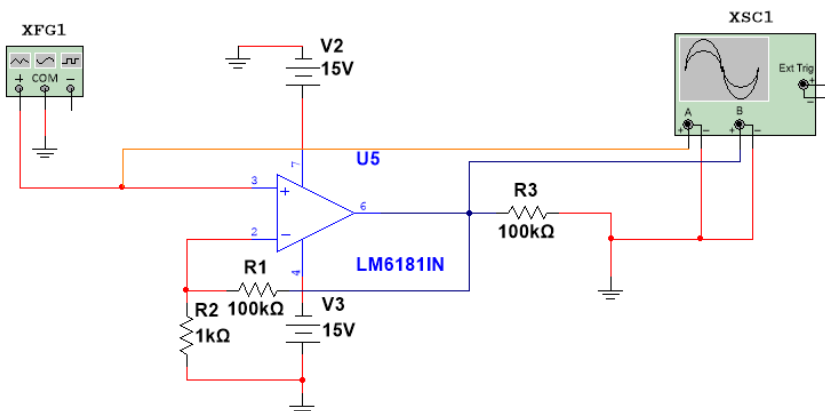 XFG1
+ COM −
V2
15V
XSC1
Ext Trig
+
−
A
B
+ − + −
U5
7
3
+
6
2
−
4
LM6181IN
R3
100kΩ
R1
100kΩ
R2
1kΩ
V3
15V